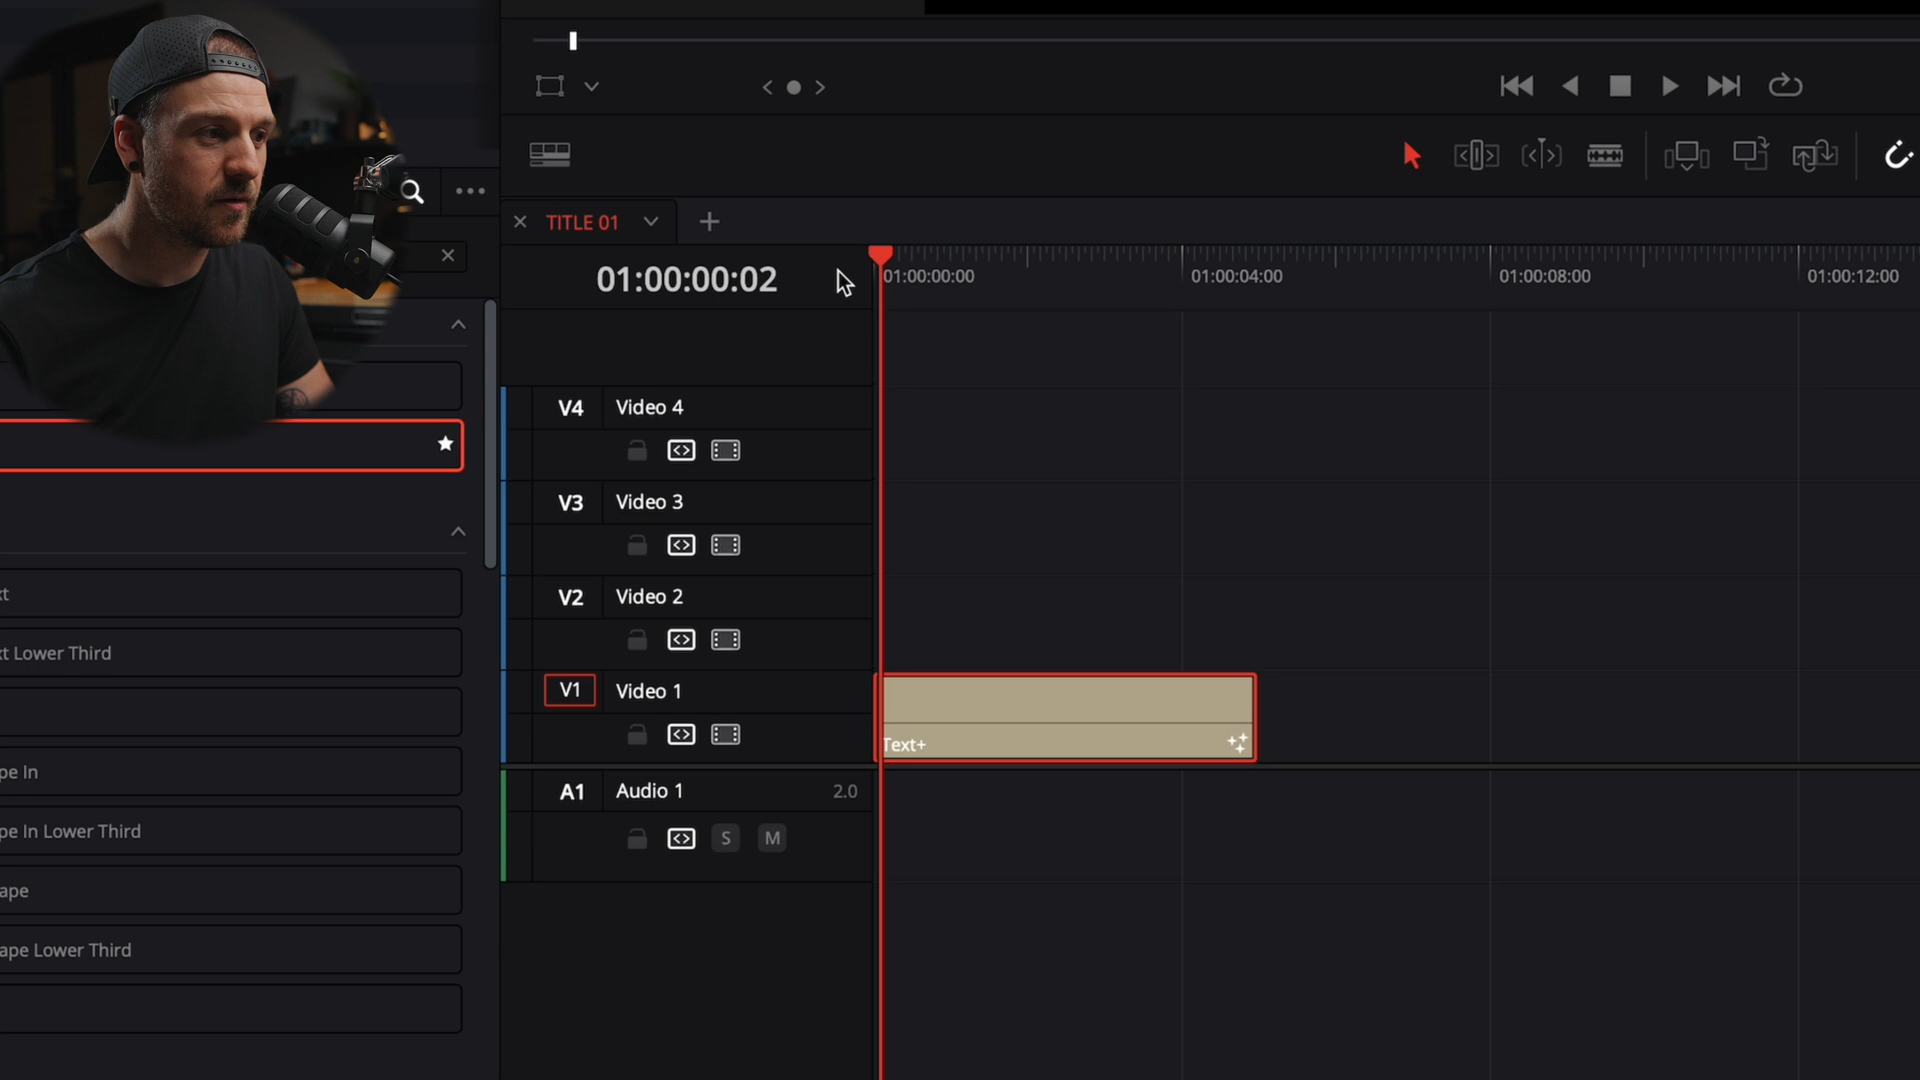 TITLE 01
01:00:00:02
01:00:00:00
01:00:04:00
01:00:08:00
01:00:12:00
V4 Video 4
V3 Video 3
V2 Video 2
V1 Video 1
Text+
A1 Audio 1 2.0
S M
xt
xt Lower Third
pe In
pe In Lower Third
ape
ape Lower Third